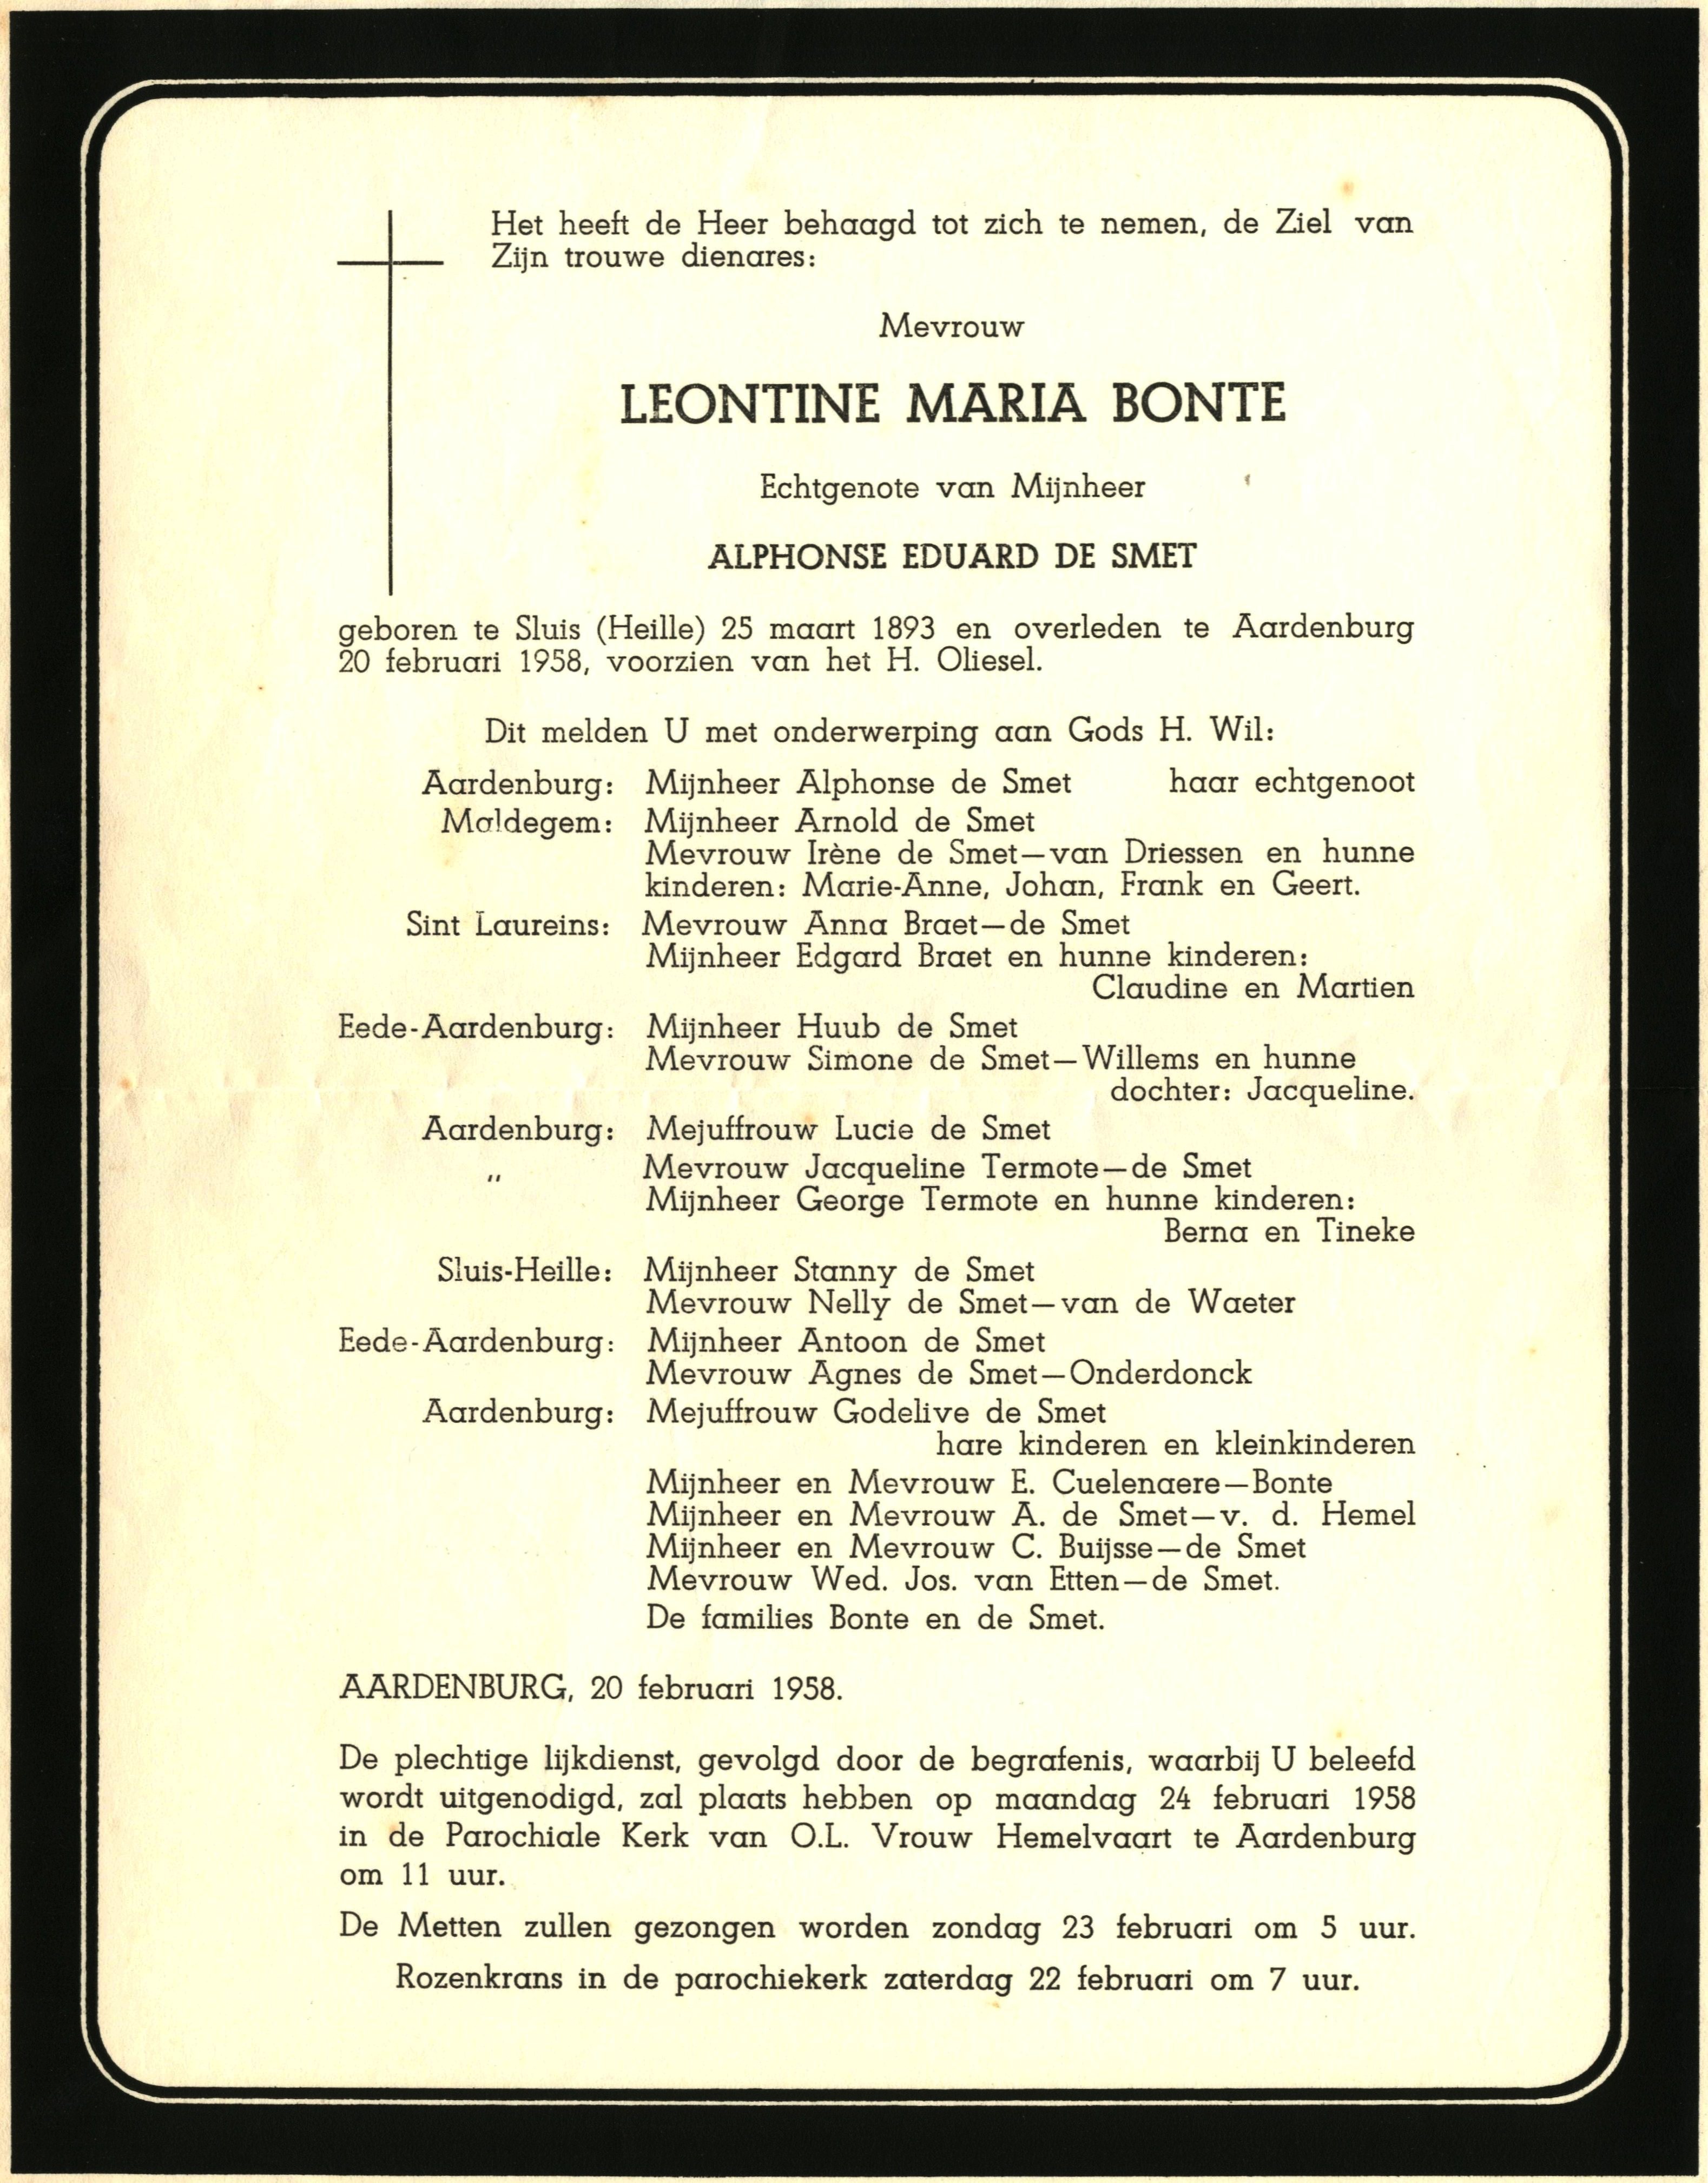 Het heeft de Heer behaagd tot zich te nemen, de Ziel van
Zijn trouwe dienares:
Mevrouw
LEONTINE MARIA BONTE
Echtgenote van Mijnheer
ALPHONSE EDUARD DE SMET
geboren te Sluis (Heille) 25 maart 1893 en overleden te Aardenburg
20 februari 1958, voorzien van het H. Oliesel.
Dit melden U met onderwerping aan Gods H. Wil:
Aardenburg: Mijnheer Alphonse de Smet haar echtgenoot
Maldegem: Mijnheer Arnold de Smet
Mevrouw Irène de Smet—van Driessen en hunne
kinderen: Marie-Anne, Johan, Frank en Geert.
Sint Laureins: Mevrouw Anna Braet—de Smet
Mijnheer Edgard Braet en hunne kinderen:
Claudine en Martien
Eede-Aardenburg: Mijnheer Huub de Smet
Mevrouw Simone de Smet—Willems en hunne
dochter: Jacqueline.
Aardenburg: Mejuffrouw Lucie de Smet
" Mevrouw Jacqueline Termote—de Smet
Mijnheer George Termote en hunne kinderen:
Berna en Tineke
Sluis-Heille: Mijnheer Stanny de Smet
Mevrouw Nelly de Smet—van de Waeter
Eede-Aardenburg: Mijnheer Antoon de Smet
Mevrouw Agnes de Smet—Onderdonck
Aardenburg: Mejuffrouw Godelive de Smet
hare kinderen en kleinkinderen
Mijnheer en Mevrouw E. Cuelenaere—Bonte
Mijnheer en Mevrouw A. de Smet—v. d. Hemel
Mijnheer en Mevrouw C. Buijsse—de Smet
Mevrouw Wed. Jos. van Etten—de Smet.
De families Bonte en de Smet.
AARDENBURG, 20 februari 1958.
De plechtige lijkdienst, gevolgd door de begrafenis, waarbij U beleefd
wordt uitgenodigd, zal plaats hebben op maandag 24 februari 1958
in de Parochiale Kerk van O.L. Vrouw Hemelvaart te Aardenburg
om 11 uur.
De Metten zullen gezongen worden zondag 23 februari om 5 uur.
Rozenkrans in de parochiekerk zaterdag 22 februari om 7 uur.